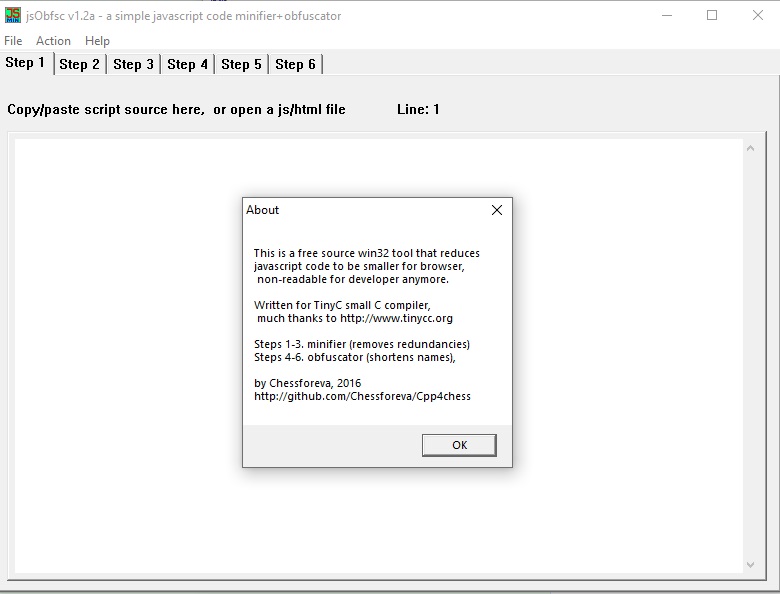 JS
MIN
jsObfsc v1.2a - a simple javascript code minifier+obfuscator
File Action Help
Step 1 Step 2 Step 3 Step 4 Step 5 Step 6
Copy/paste script source here, or open a js/html file Line: 1
About
This is a free source win32 tool that reduces
javascript code to be smaller for browser,
non-readable for developer anymore.
Written for TinyC small C compiler,
much thanks to http://www.tinycc.org
Steps 1-3. minifier (removes redundancies)
Steps 4-6. obfuscator (shortens names),
by Chessforeva, 2016
http://github.com/Chessforeva/Cpp4chess
OK